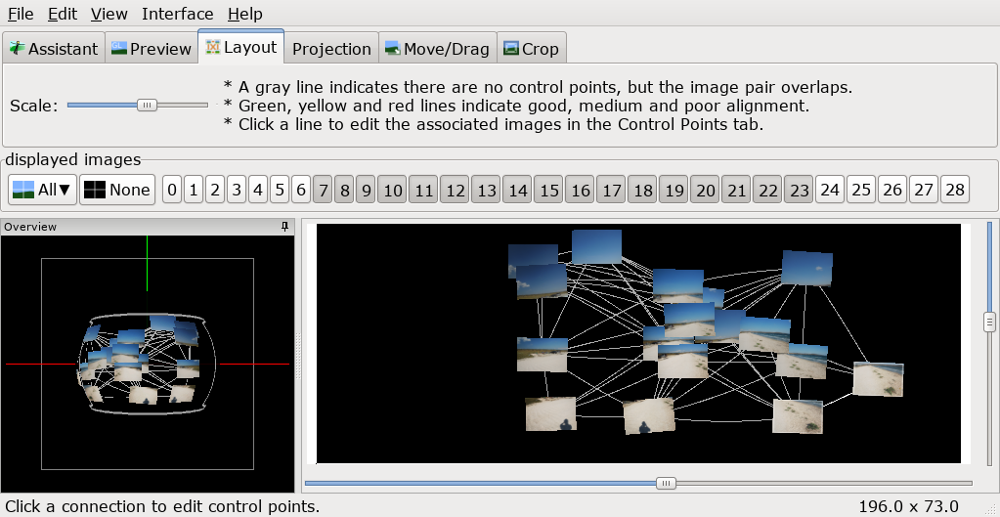 File Edit View Interface Help
Assistant Preview Layout Projection Move/Drag Crop
Scale:
* A gray line indicates there are no control points, but the image pair overlaps.
* Green, yellow and red lines indicate good, medium and poor alignment.
* Click a line to edit the associated images in the Control Points tab.
displayed images
All▼ None 0 1 2 3 4 5 6 7 8 9 10 11 12 13 14 15 16 17 18 19 20 21 22 23 24 25 26 27 28
Overview
Click a connection to edit control points. 196.0 x 73.0